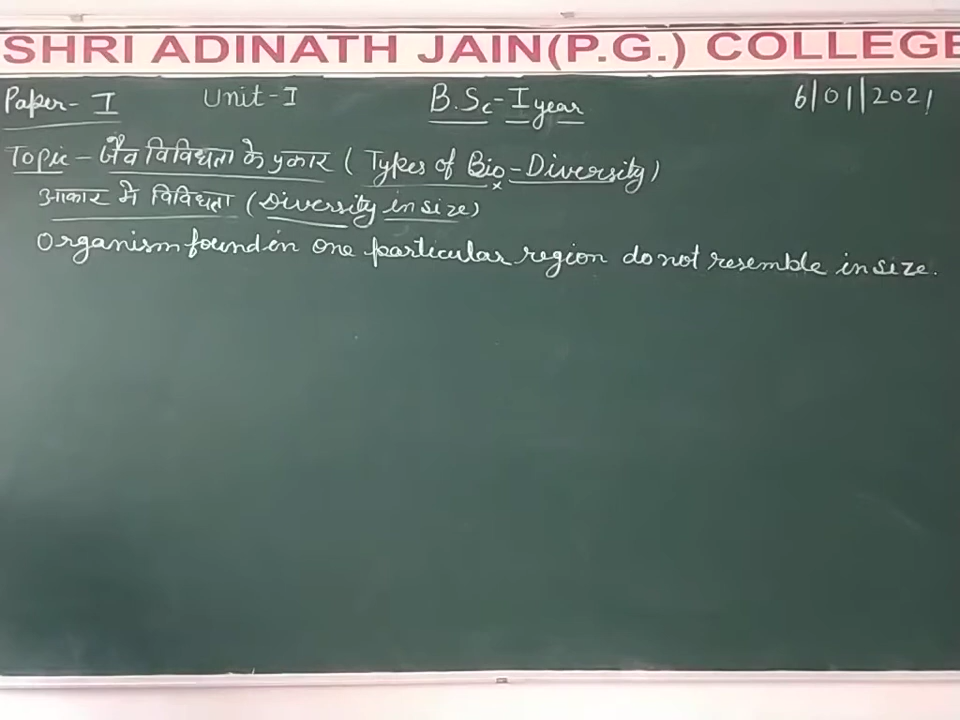 SHRI ADINATH JAIN(P.G.) COLLEGE
Paper- I Unit-I B.Sc-I year 6/01/2021
Topic - जैव विविधता के प्रकार ( Types of Bio-Diversity)
आकार मे विविधता (Diversity in size)
Organism found in one particular region do not resemble in size.